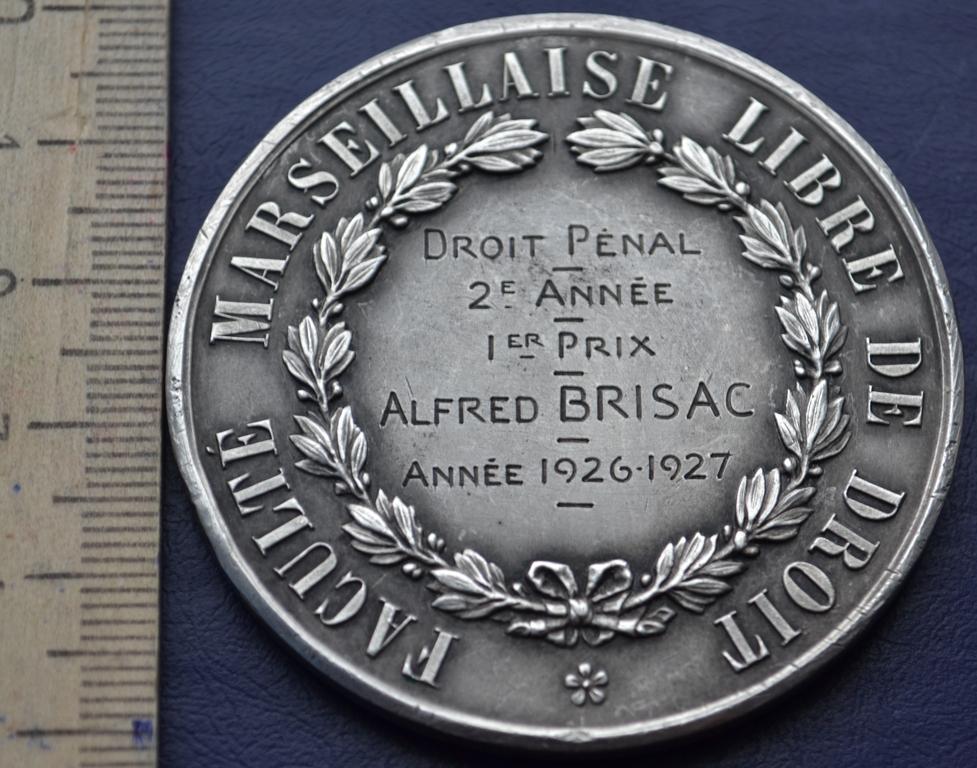 FACULTÉ MARSEILLAISE LIBRE DE DROIT
DROIT PÉNAL
2E ANNÉE
1ER PRIX
ALFRED BRISAC
ANNÉE 1926-1927